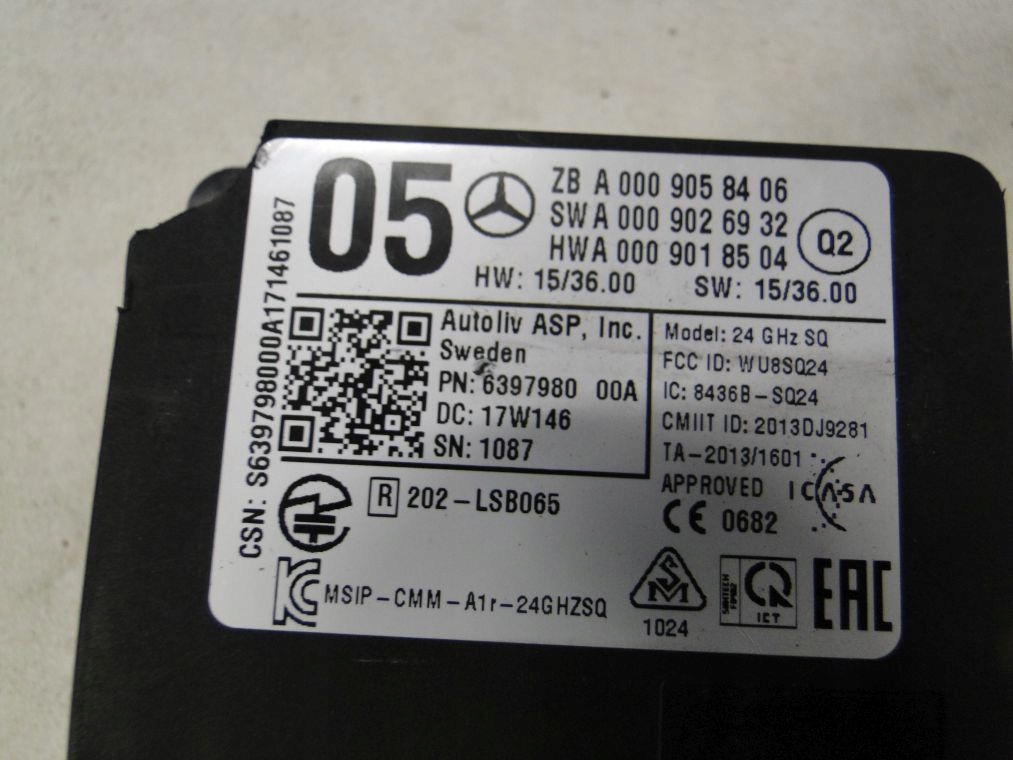 05
ZB A 000 905 84 06
SW A 000 902 69 32
HW A 000 901 85 04
Q2
HW: 15/36.00 SW: 15/36.00
CSN: S639798000A171461087
Autoliv ASP, Inc.
Sweden
PN: 6397980 00A
DC: 17W146
SN: 1087
Model: 24 GHz SQ
FCC ID: WU8SQ24
IC: 8436B-SQ24
CMIIT ID: 2013DJ9281
TA-2013/1601
APPROVED ICASA
CE 0682
R 202-LSB065
MSIP-CMM-A1r-24GHZSQ
SM
1024
ICT
EAC